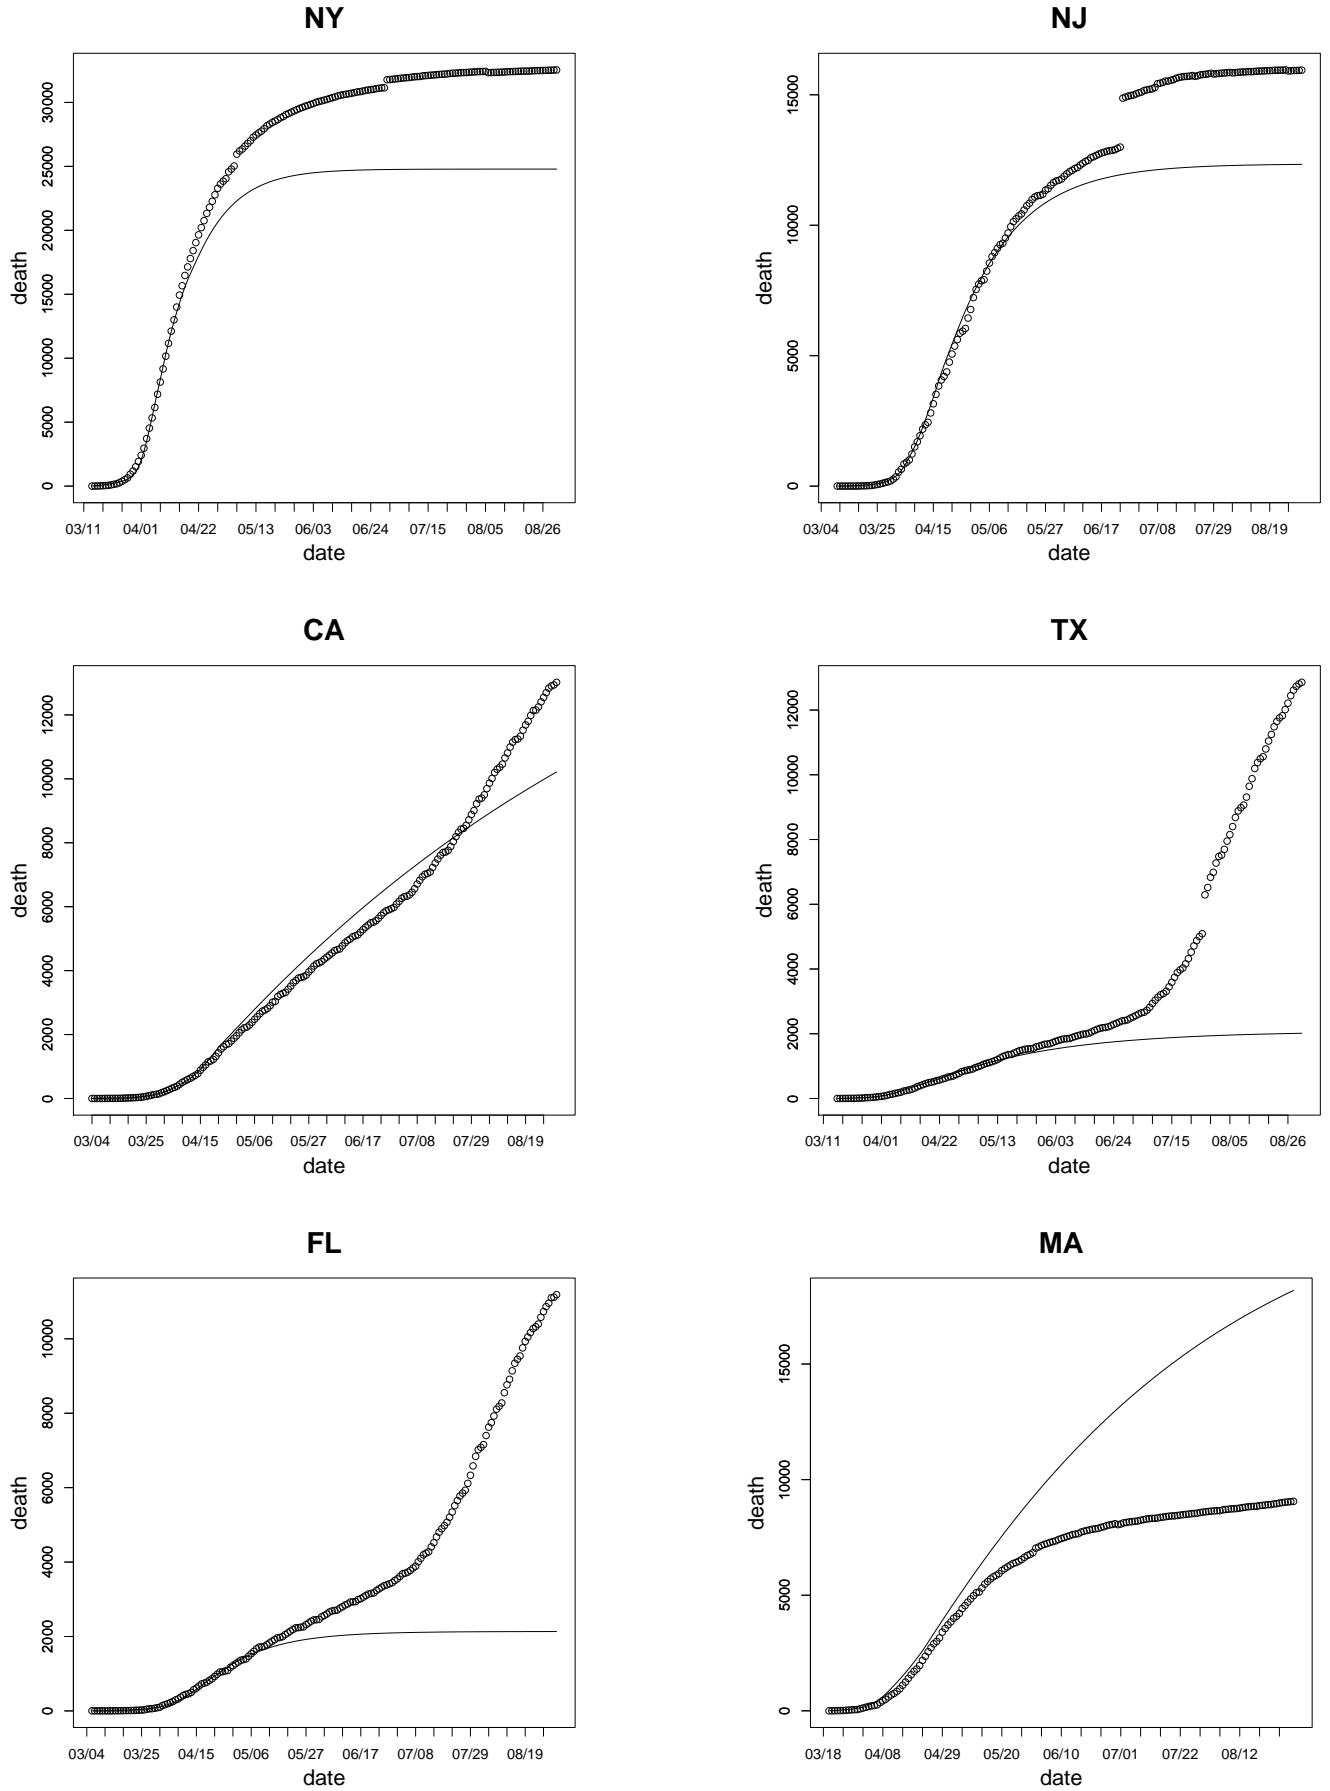 NY
death
0 5000 10000 15000 20000 25000 30000
03/11 04/01 04/22 05/13 06/03 06/24 07/15 08/05 08/26
date
NJ
death
0 5000 10000 15000
03/04 03/25 04/15 05/06 05/27 06/17 07/08 07/29 08/19
date
CA
death
0 2000 4000 6000 8000 10000 12000
03/04 03/25 04/15 05/06 05/27 06/17 07/08 07/29 08/19
date
TX
death
0 2000 4000 6000 8000 10000 12000
03/11 04/01 04/22 05/13 06/03 06/24 07/15 08/05 08/26
date
FL
death
0 2000 4000 6000 8000 10000
03/04 03/25 04/15 05/06 05/27 06/17 07/08 07/29 08/19
date
MA
death
0 5000 10000 15000
03/18 04/08 04/29 05/20 06/10 07/01 07/22 08/12
date